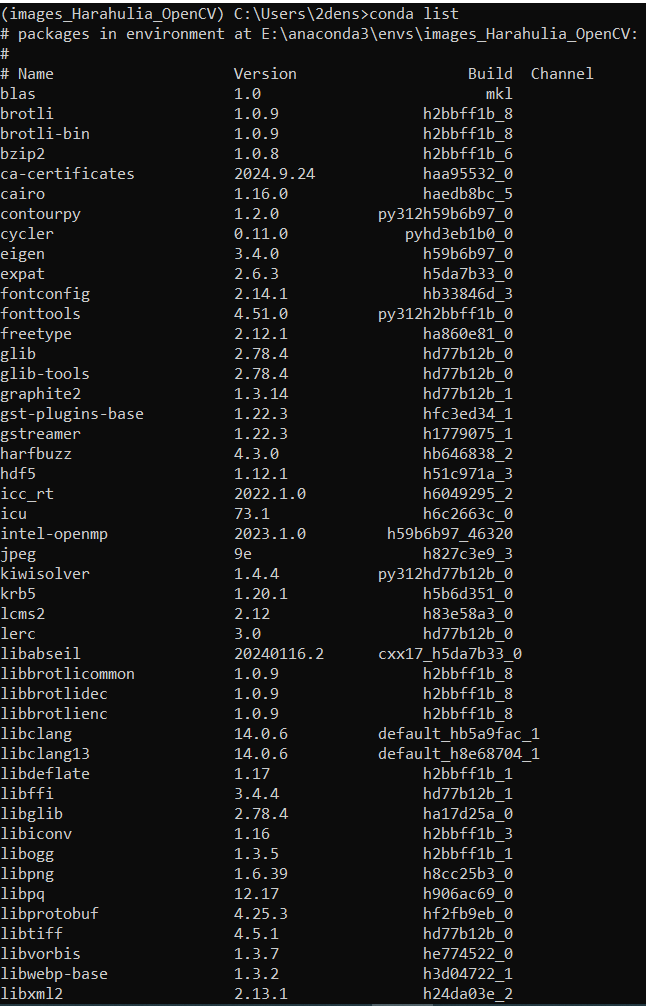 (images_Harahulia_OpenCV) C:\Users\2dens>conda list
# packages in environment at E:\anaconda3\envs\images_Harahulia_OpenCV:
#
# Name                    Version                   Build  Channel
blas                      1.0                         mkl
brotli                    1.0.9                h2bbff1b_8
brotli-bin                1.0.9                h2bbff1b_8
bzip2                     1.0.8                h2bbff1b_6
ca-certificates           2024.9.24            haa95532_0
cairo                     1.16.0               haedb8bc_5
contourpy                 1.2.0           py312h59b6b97_0
cycler                    0.11.0             pyhd3eb1b0_0
eigen                     3.4.0                h59b6b97_0
expat                     2.6.3                h5da7b33_0
fontconfig                2.14.1               hb33846d_3
fonttools                 4.51.0          py312h2bbff1b_0
freetype                  2.12.1               ha860e81_0
glib                      2.78.4               hd77b12b_0
glib-tools                2.78.4               hd77b12b_0
graphite2                 1.3.14               hd77b12b_1
gst-plugins-base          1.22.3               hfc3ed34_1
gstreamer                 1.22.3               h1779075_1
harfbuzz                  4.3.0                hb646838_2
hdf5                      1.12.1               h51c971a_3
icc_rt                    2022.1.0             h6049295_2
icu                       73.1                 h6c2663c_0
intel-openmp              2023.1.0         h59b6b97_46320
jpeg                      9e                   h827c3e9_3
kiwisolver                1.4.4           py312hd77b12b_0
krb5                      1.20.1               h5b6d351_0
lcms2                     2.12                 h83e58a3_0
lerc                      3.0                  hd77b12b_0
libabseil                 20240116.2      cxx17_h5da7b33_0
libbrotlicommon           1.0.9                h2bbff1b_8
libbrotlidec              1.0.9                h2bbff1b_8
libbrotlienc              1.0.9                h2bbff1b_8
libclang                  14.0.6          default_hb5a9fac_1
libclang13                14.0.6          default_h8e68704_1
libdeflate                1.17                 h2bbff1b_1
libffi                    3.4.4                hd77b12b_1
libglib                   2.78.4               ha17d25a_0
libiconv                  1.16                 h2bbff1b_3
libogg                    1.3.5                h2bbff1b_1
libpng                    1.6.39               h8cc25b3_0
libpq                     12.17                h906ac69_0
libprotobuf               4.25.3               hf2fb9eb_0
libtiff                   4.5.1                hd77b12b_0
libvorbis                 1.3.7                he774522_0
libwebp-base              1.3.2                h3d04722_1
libxml2                   2.13.1               h24da03e_2